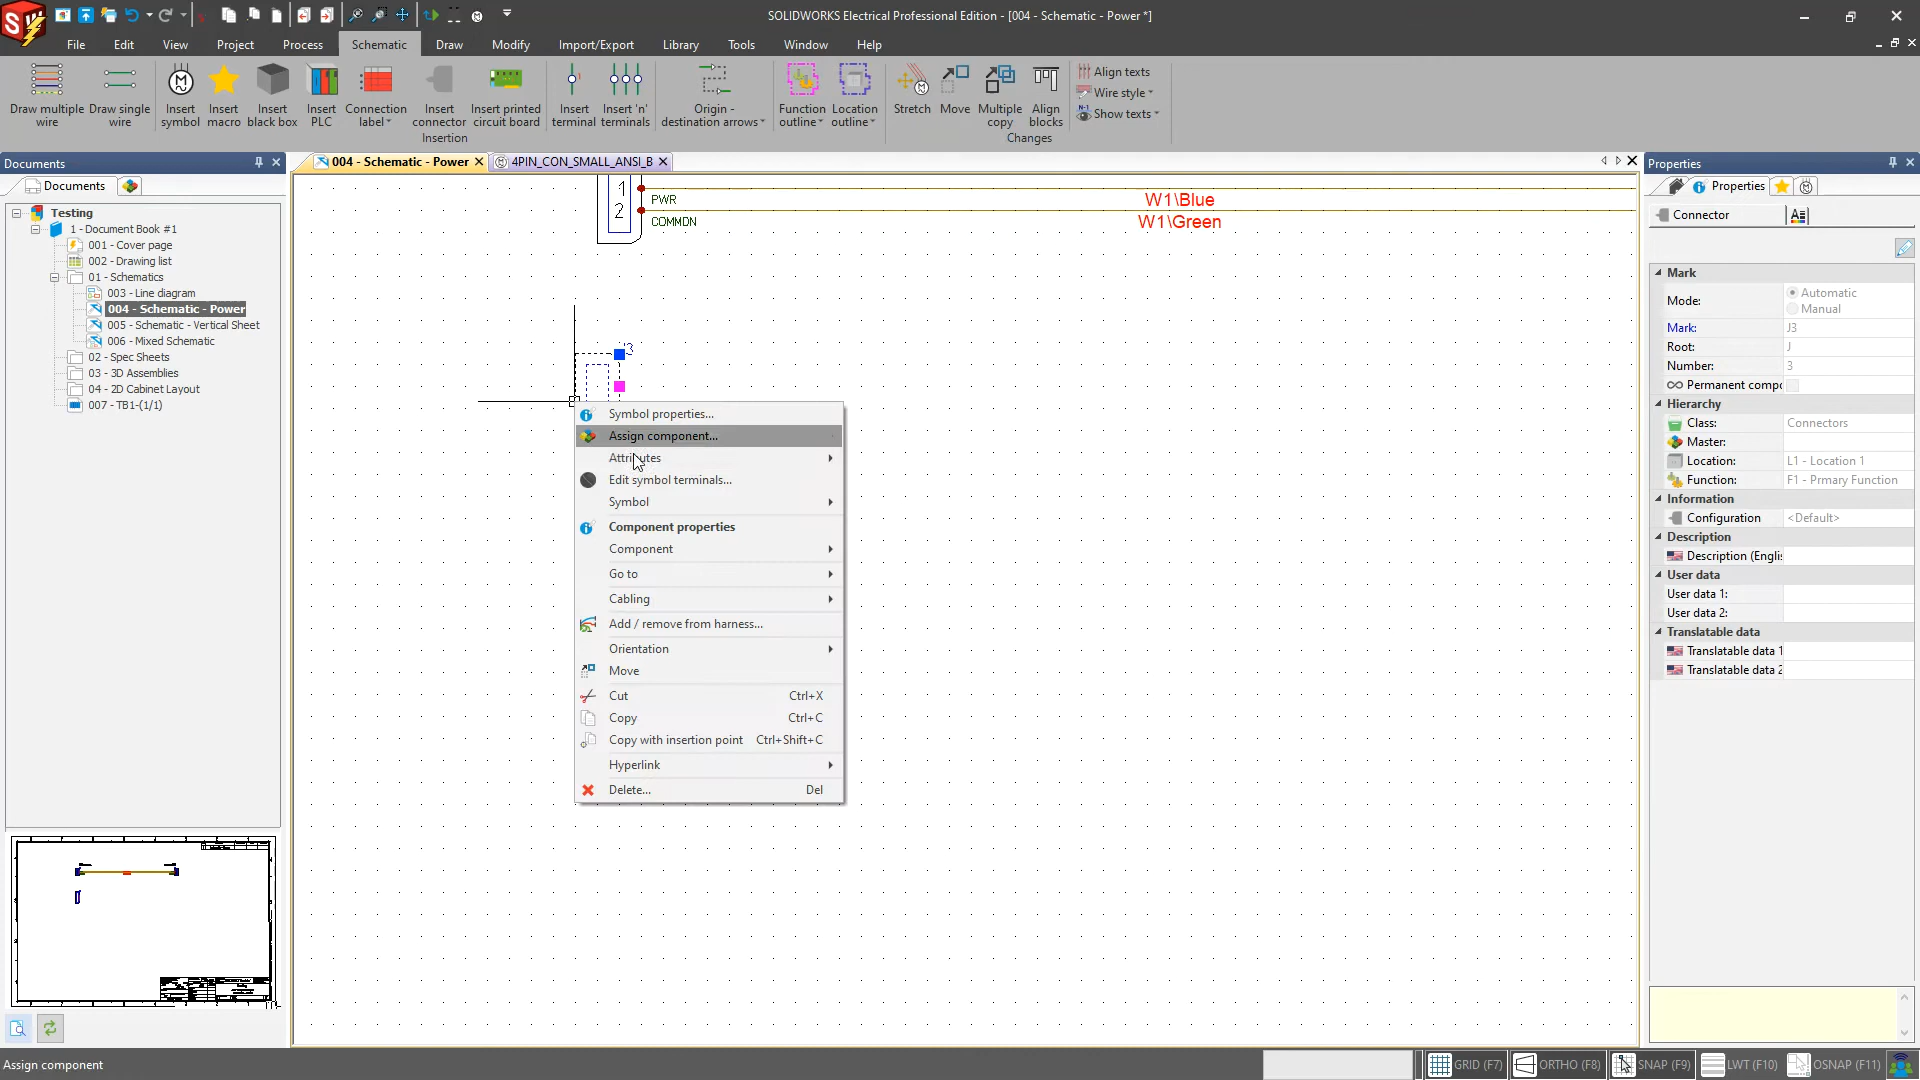 SOLIDWORKS Electrical Professional Edition - [004 - Schematic - Power *]
File Edit View Project Process Schematic Draw Modify Import/Export Library Tools Window Help
Draw multiple wire
Draw single wire
Insert symbol
Insert macro
Insert black box
Insert PLC
Connection label
Insert connector
Insert printed circuit board
Insert terminal
Insert 'n' terminals
Origin - destination arrows
Function outline
Location outline
Stretch
Move
Multiple copy
Align blocks
Align texts
Wire style
Show texts
Insertion
Changes
Documents
Documents
Testing
1 - Document Book #1
001 - Cover page
002 - Drawing list
01 - Schematics
003 - Line diagram
004 - Schematic - Power
005 - Schematic - Vertical Sheet
006 - Mixed Schematic
02 - Spec Sheets
03 - 3D Assemblies
04 - 2D Cabinet Layout
007 - TB1-(1/1)
004 - Schematic - Power
4PIN_CON_SMALL_ANSI_B
1
PWR
W1\Blue
2
COMMON
W1\Green
Symbol properties...
Assign component...
Attributes
Edit symbol terminals...
Symbol
Component properties
Component
Go to
Cabling
Add / remove from harness...
Orientation
Move
Cut Ctrl+X
Copy Ctrl+C
Copy with insertion point Ctrl+Shift+C
Hyperlink
Delete... Del
Properties
Properties
Connector
Mark
Mode: Automatic
Manual
Mark: J3
Root: J
Number: 3
Permanent compo
Hierarchy
Class: Connectors
Master:
Location: L1 - Location 1
Function: F1 - Prmary Function
Information
Configuration <Default>
Description
Description (Engli
User data
User data 1:
User data 2:
Translatable data
Translatable data 1
Translatable data 2
Assign component
GRID (F7) ORTHO (F8) SNAP (F9) LWT (F10) OSNAP (F11)